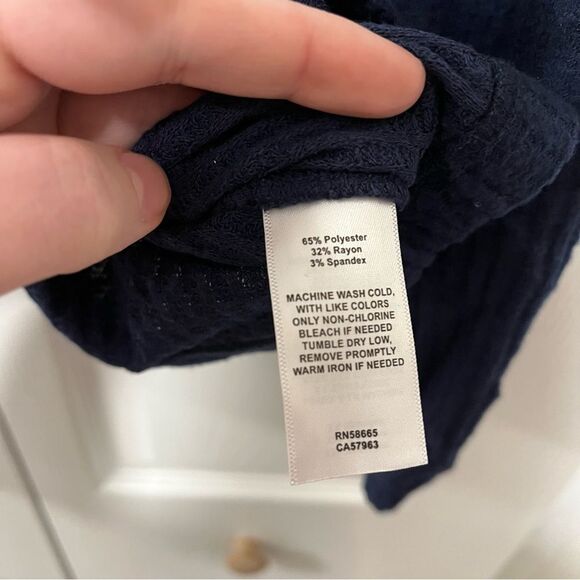 65% Polyester
32% Rayon
3% Spandex
MACHINE WASH COLD,
WITH LIKE COLORS
ONLY NON-CHLORINE
BLEACH IF NEEDED
TUMBLE DRY LOW,
REMOVE PROMPTLY
WARM IRON IF NEEDED
RN58665
CA57963